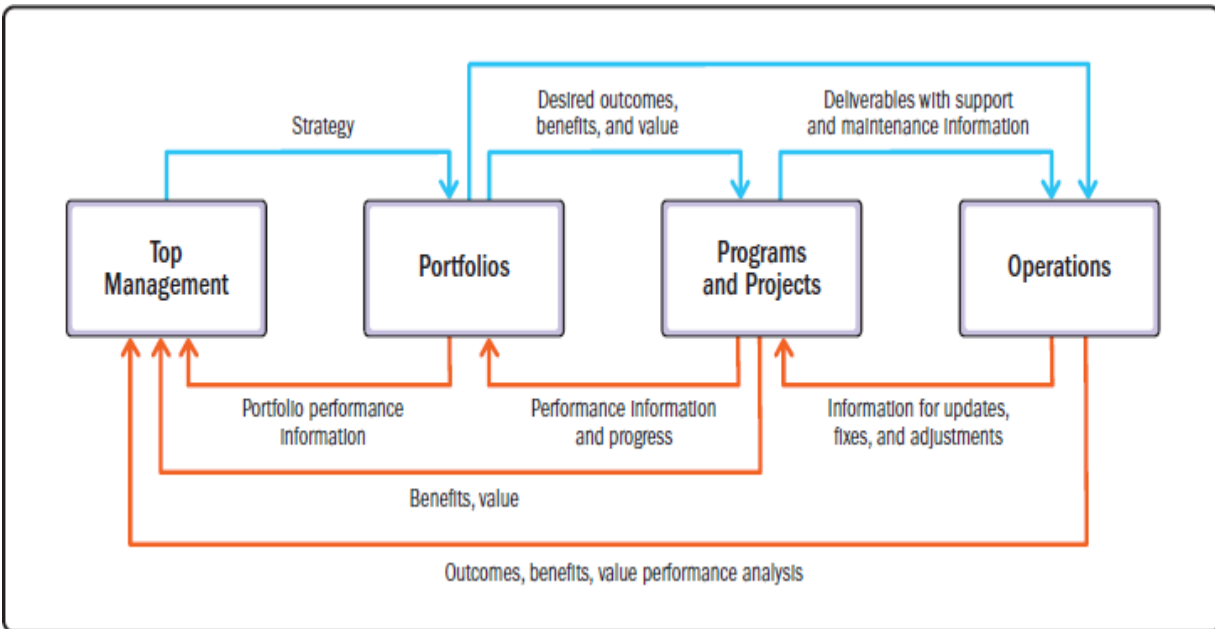 Strategy
Desired outcomes,
benefits, and value
Deliverables with support
and maintenance information
Top
Management
Portfolios
Programs
and Projects
Operations
Portfolio performance
information
Performance information
and progress
Information for updates,
fixes, and adjustments
Benefits, value
Outcomes, benefits, value performance analysis